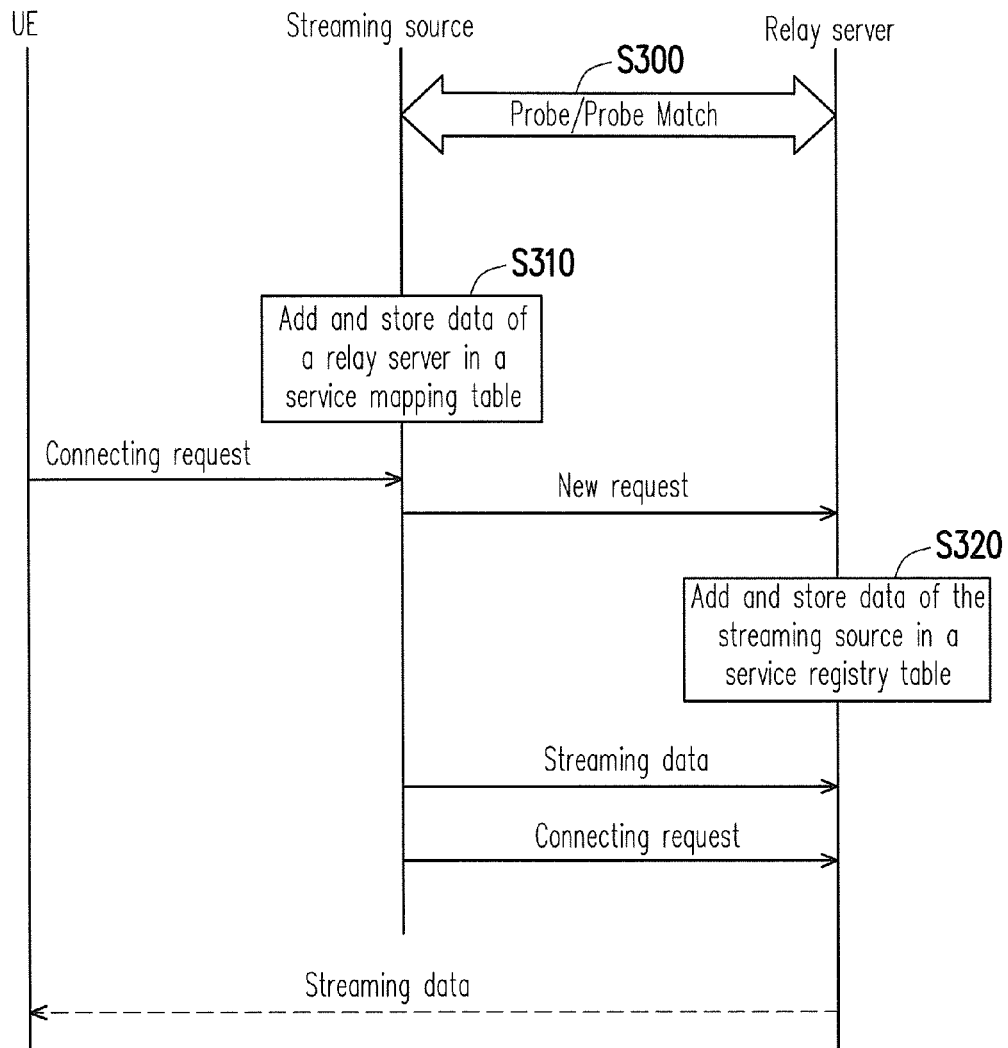 UE
Streaming source
Relay server
S300
Probe/Probe Match
S310
Add and store data of
a relay server in a
service mapping table
Connecting request
New request
S320
Add and store data of the
streaming source in a
service registry table
Streaming data
Connecting request
Streaming data